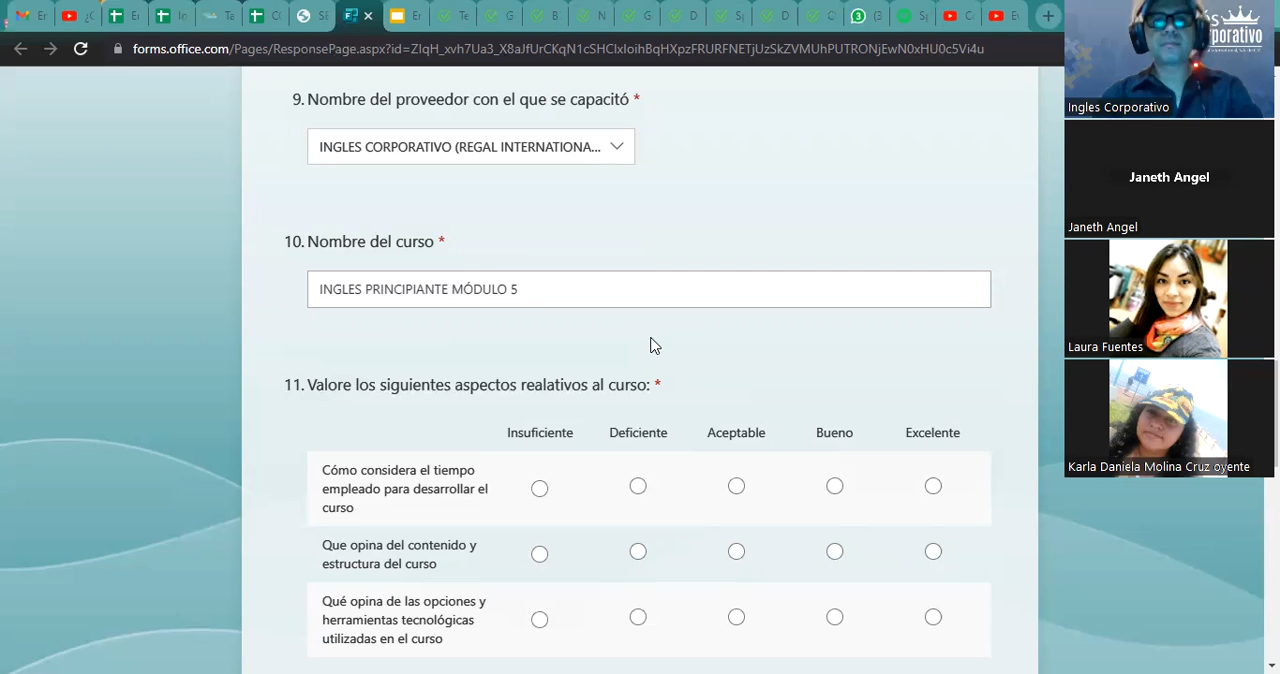 forms.office.com/Pages/ResponsePage.aspx?id=ZIqH_xvh7Ua3_X8aJfUrCKqN1cSHCIxIoihBqHXpzFRURFNETjUzSkZVMUhPUTRONjEwN0xHU0c5Vi4u
9. Nombre del proveedor con el que se capacitó *
INGLES CORPORATIVO (REGAL INTERNATIONA...
10. Nombre del curso *
INGLES PRINCIPIANTE MÓDULO 5
11. Valore los siguientes aspectos realativos al curso: *
Insuficiente Deficiente Aceptable Bueno Excelente
Cómo considera el tiempo
empleado para desarrollar el
curso
Que opina del contenido y
estructura del curso
Qué opina de las opciones y
herramientas tecnológicas
utilizadas en el curso
Ingles Corporativo
Janeth Angel
Janeth Angel
Laura Fuentes
Karla Daniela Molina Cruz oyente